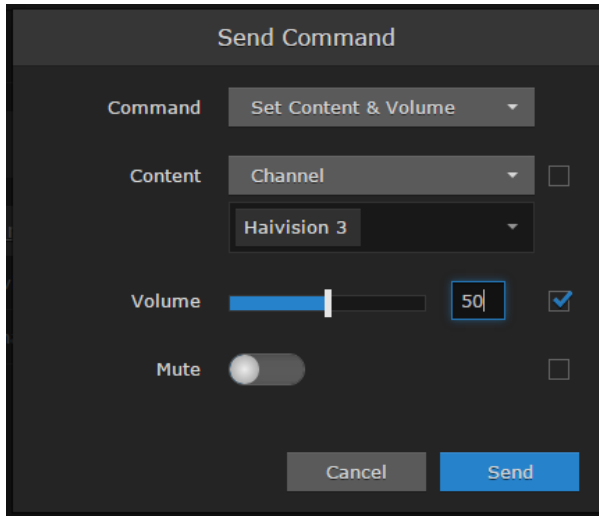 Send Command
Command Set Content & Volume
Content Channel
Haivision 3
Volume 50
Mute
Cancel Send